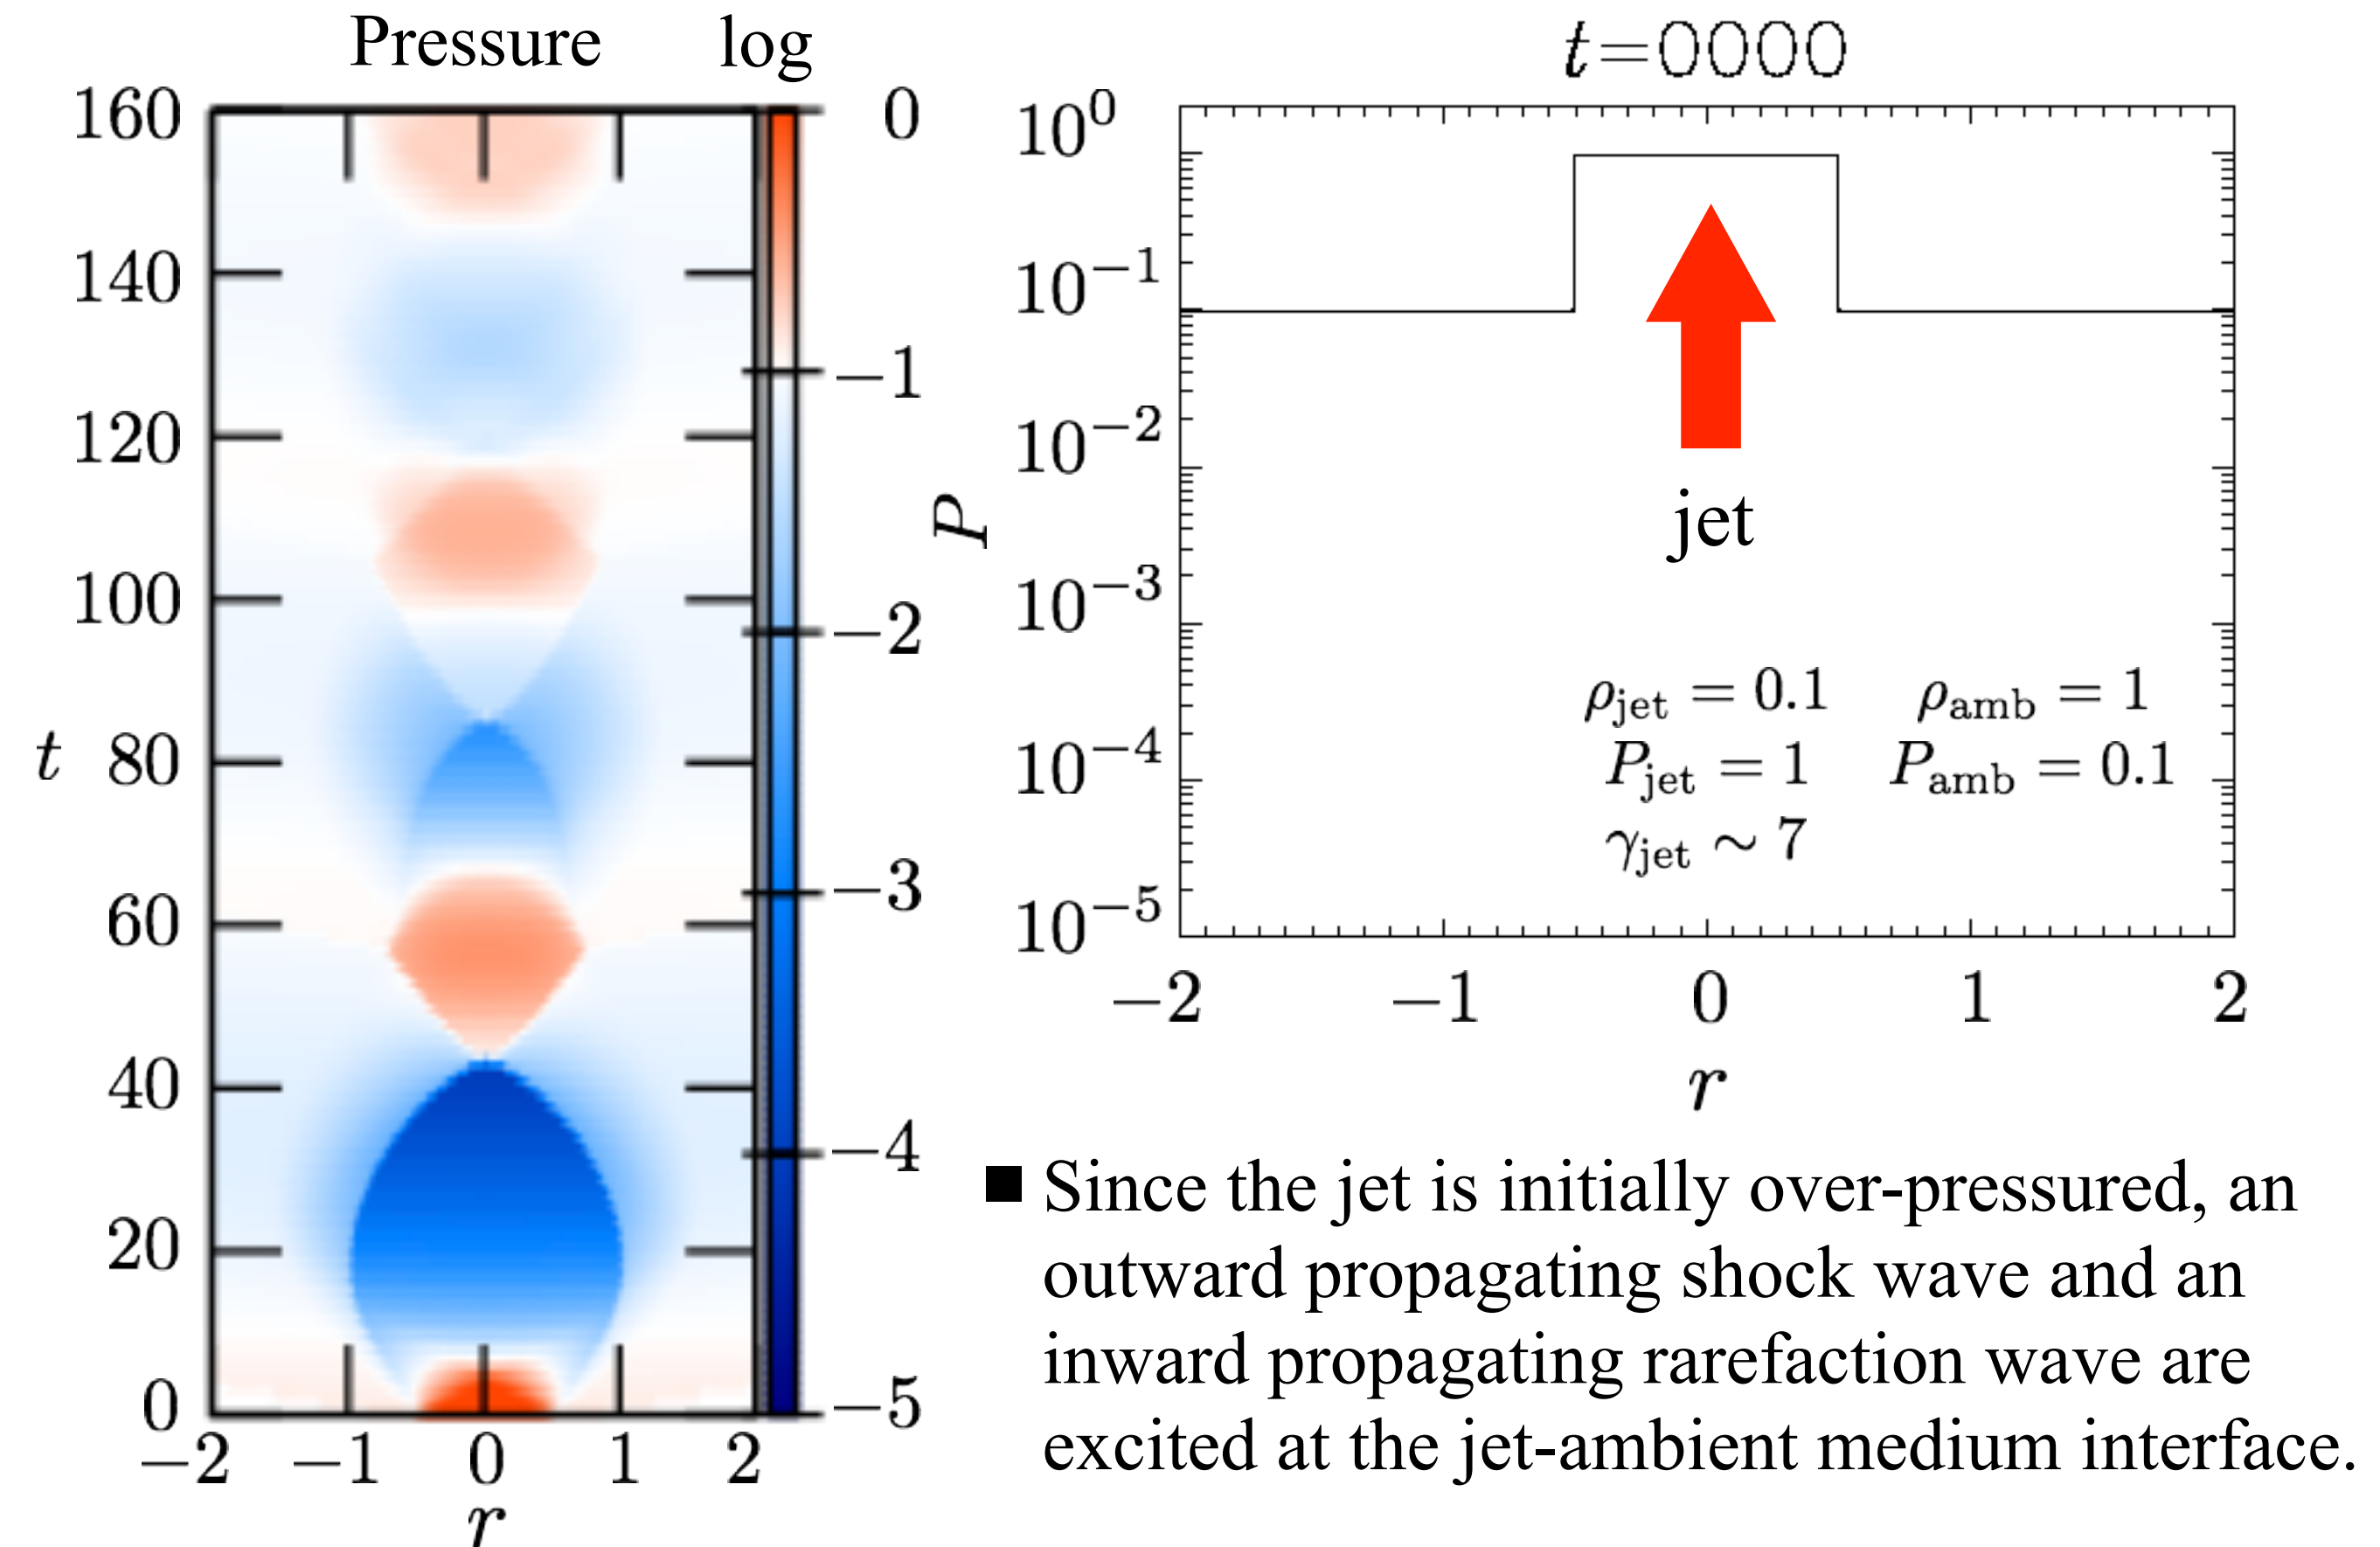 Pressure
log
160
140
120
100
80
60
40
20
0
t
−2 −1 0 1 2
r
0
−1
−2
−3
−4
−5
t=0000
10⁰
10⁻¹
10⁻²
10⁻³
10⁻⁴
10⁻⁵
P
jet
ρjet = 0.1 ρamb = 1
Pjet = 1 Pamb = 0.1
γjet ∼ 7
−2 −1 0 1 2
r
■ Since the jet is initially over-pressured, an
outward propagating shock wave and an
inward propagating rarefaction wave are
excited at the jet-ambient medium interface.